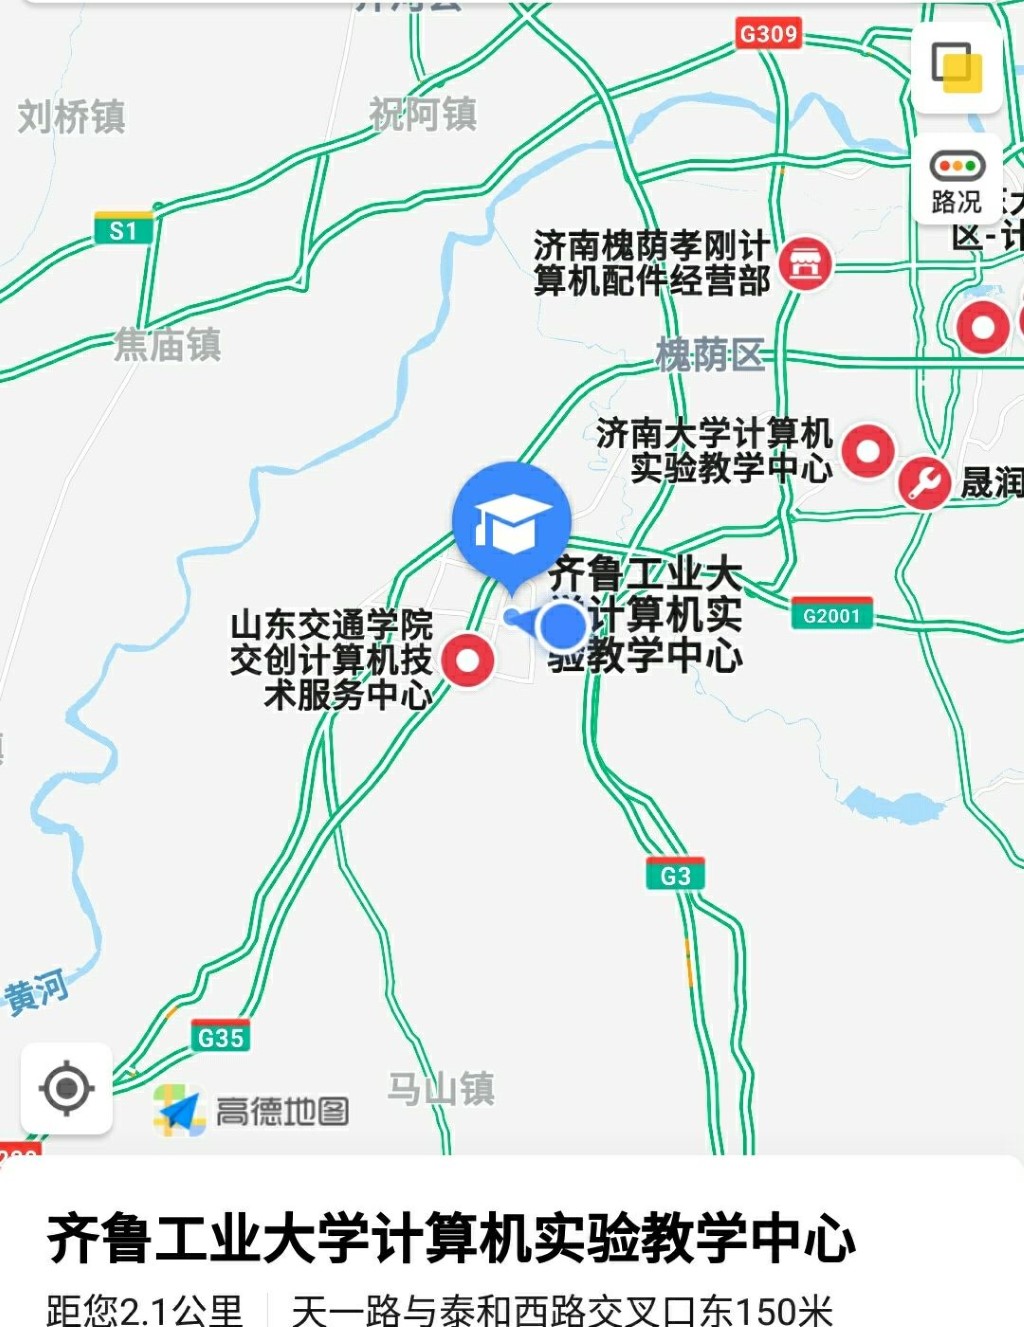 G309
刘桥镇
祝阿镇
路况
S1
济南槐荫孝刚计
算机配件经营部
区-计
焦庙镇
槐荫区
济南大学计算机
实验教学中心
晟润
齐鲁工业大
学计算机实
验教学中心
G2001
山东交通学院
交创计算机技
术服务中心
G3
黄河
G35
马山镇
高德地图
齐鲁工业大学计算机实验教学中心
距您2.1公里
天一路与泰和西路交叉口东150米